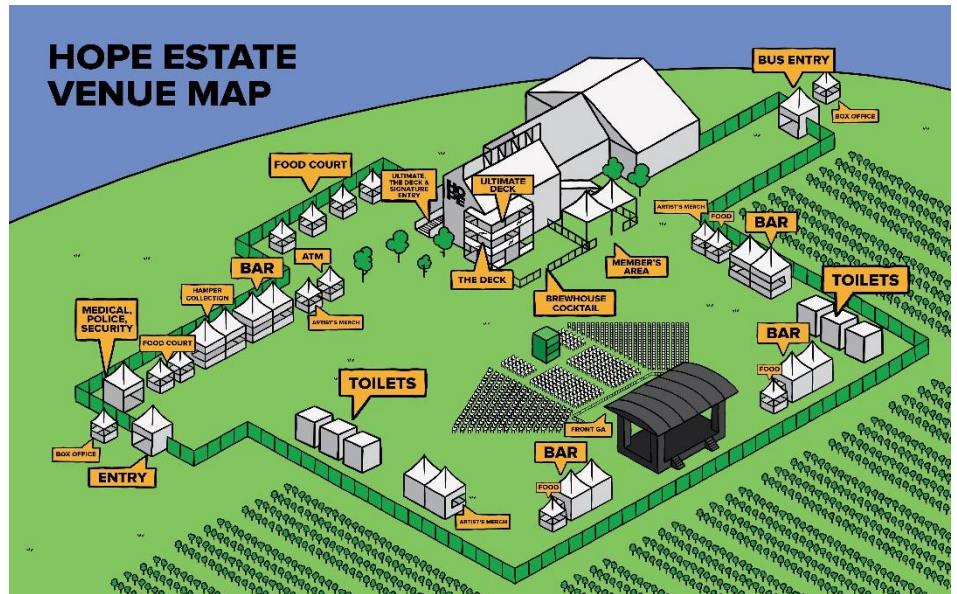 HOPE ESTATE
VENUE MAP
BUS ENTRY
BOX OFFICE
FOOD COURT
ULTIMATE,
THE DECK &
SIGNATURE
ENTRY
HOPE
ULTIMATE
DECK
ARTIST'S MERCH
FOOD
BAR
MEMBER'S
AREA
THE DECK
BREWHOUSE
COCKTAIL
TOILETS
ATM
BAR
HAMPER
COLLECTION
ARTIST'S MERCH
MEDICAL,
POLICE,
SECURITY
FOOD COURT
BAR
FOOD
TOILETS
FRONT GA
BOX OFFICE
ENTRY
BAR
FOOD
ARTIST'S MERCH